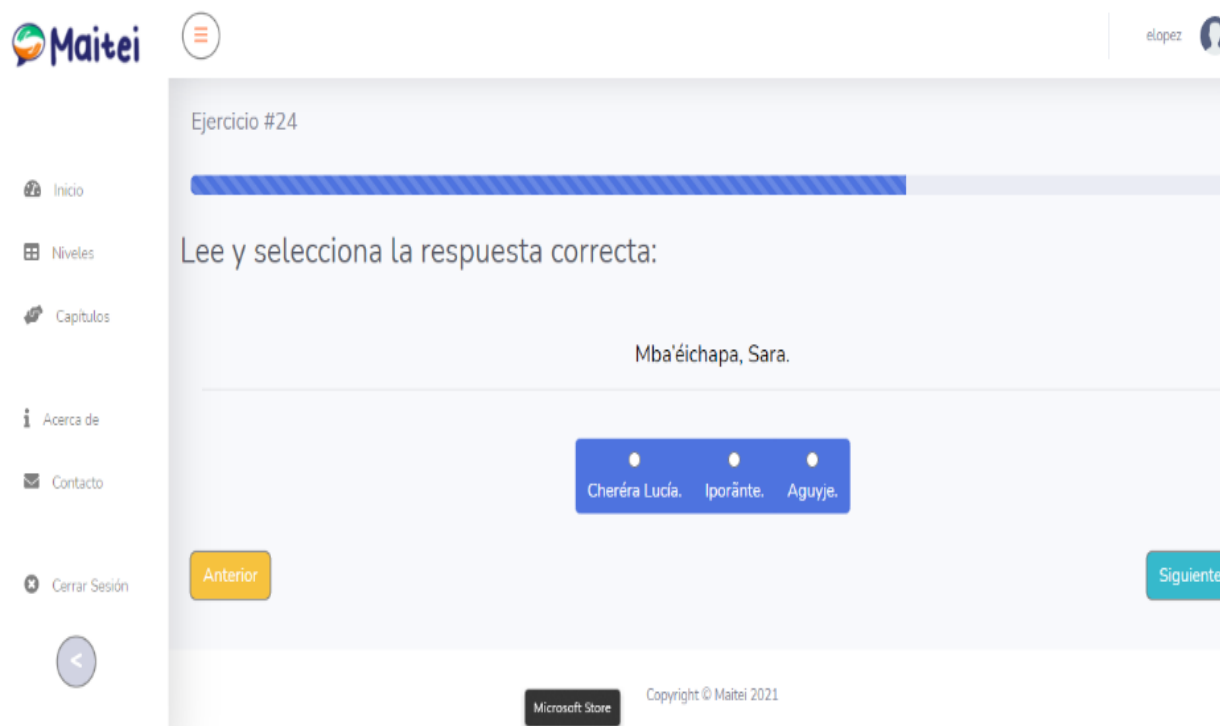 Maitei
elopez
Ejercicio #24
Inicio
Niveles
Lee y selecciona la respuesta correcta:
Capítulos
Mba'éichapa, Sara.
Acerca de
Contacto
Cheréra Lucía. Iporãnte. Aguyje.
Anterior
Siguiente
Cerrar Sesión
<
Copyright © Maitei 2021
Microsoft Store